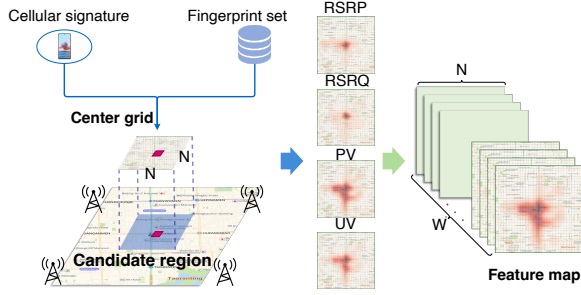 Cellular signature
Fingerprint set
Center grid
N
N
Candidate region
RSRP
RSRQ
PV
UV
N
W
Feature map